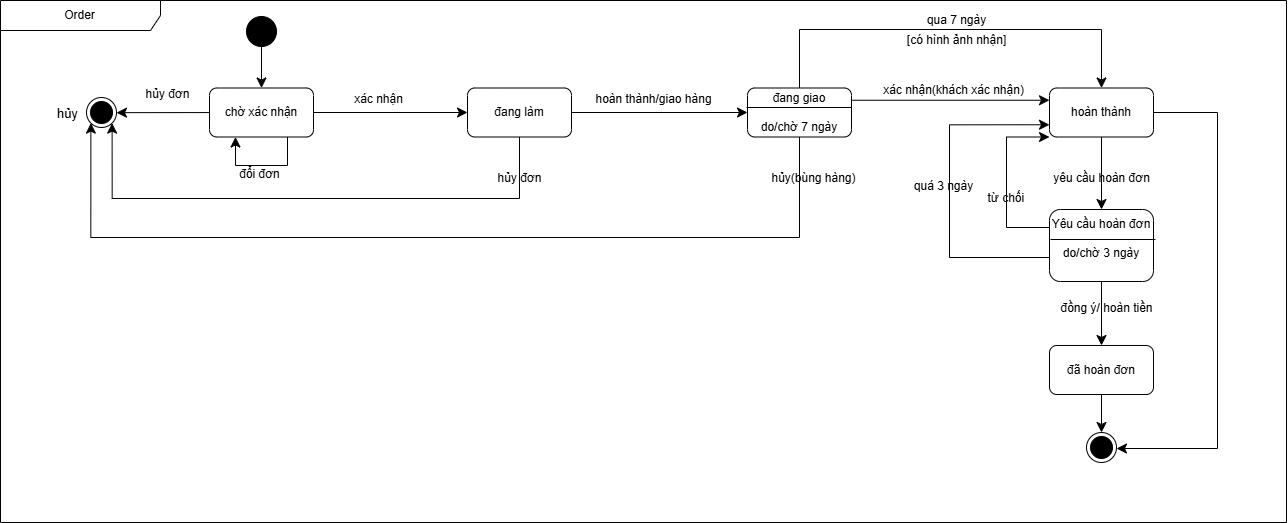 Order
qua 7 ngày
[có hình ảnh nhận]
hủy
hủy đơn
chờ xác nhận
xác nhận
đang làm
hoàn thành/giao hàng
đang giao
do/chờ 7 ngày
xác nhận(khách xác nhận)
hoàn thành
đổi đơn
hủy đơn
hủy(bùng hàng)
quá 3 ngày
từ chối
yêu cầu hoàn đơn
Yêu cầu hoàn đơn
do/chờ 3 ngày
đồng ý/ hoàn tiền
đã hoàn đơn